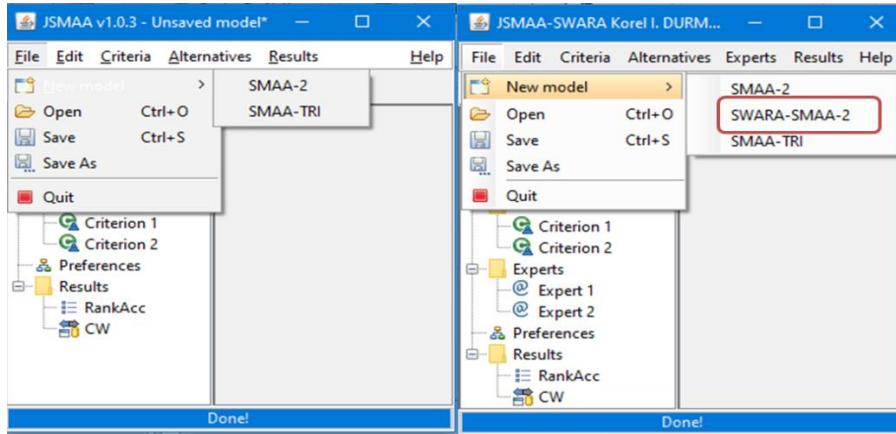 JSMAA v1.0.3 - Unsaved model*
File Edit Criteria Alternatives Results Help
New model > SMAA-2
Open Ctrl+O SMAA-TRI
Save Ctrl+S
Save As
Quit
Criterion 1
Criterion 2
Preferences
Results
RankAcc
CW
Done!
JSMAA-SWARA Korel I. DURM...
File Edit Criteria Alternatives Experts Results Help
New model > SMAA-2
Open Ctrl+O SWARA-SMAA-2
Save Ctrl+S SMAA-TRI
Save As
Quit
Criterion 1
Criterion 2
Experts
@ Expert 1
@ Expert 2
Preferences
Results
RankAcc
CW
Done!